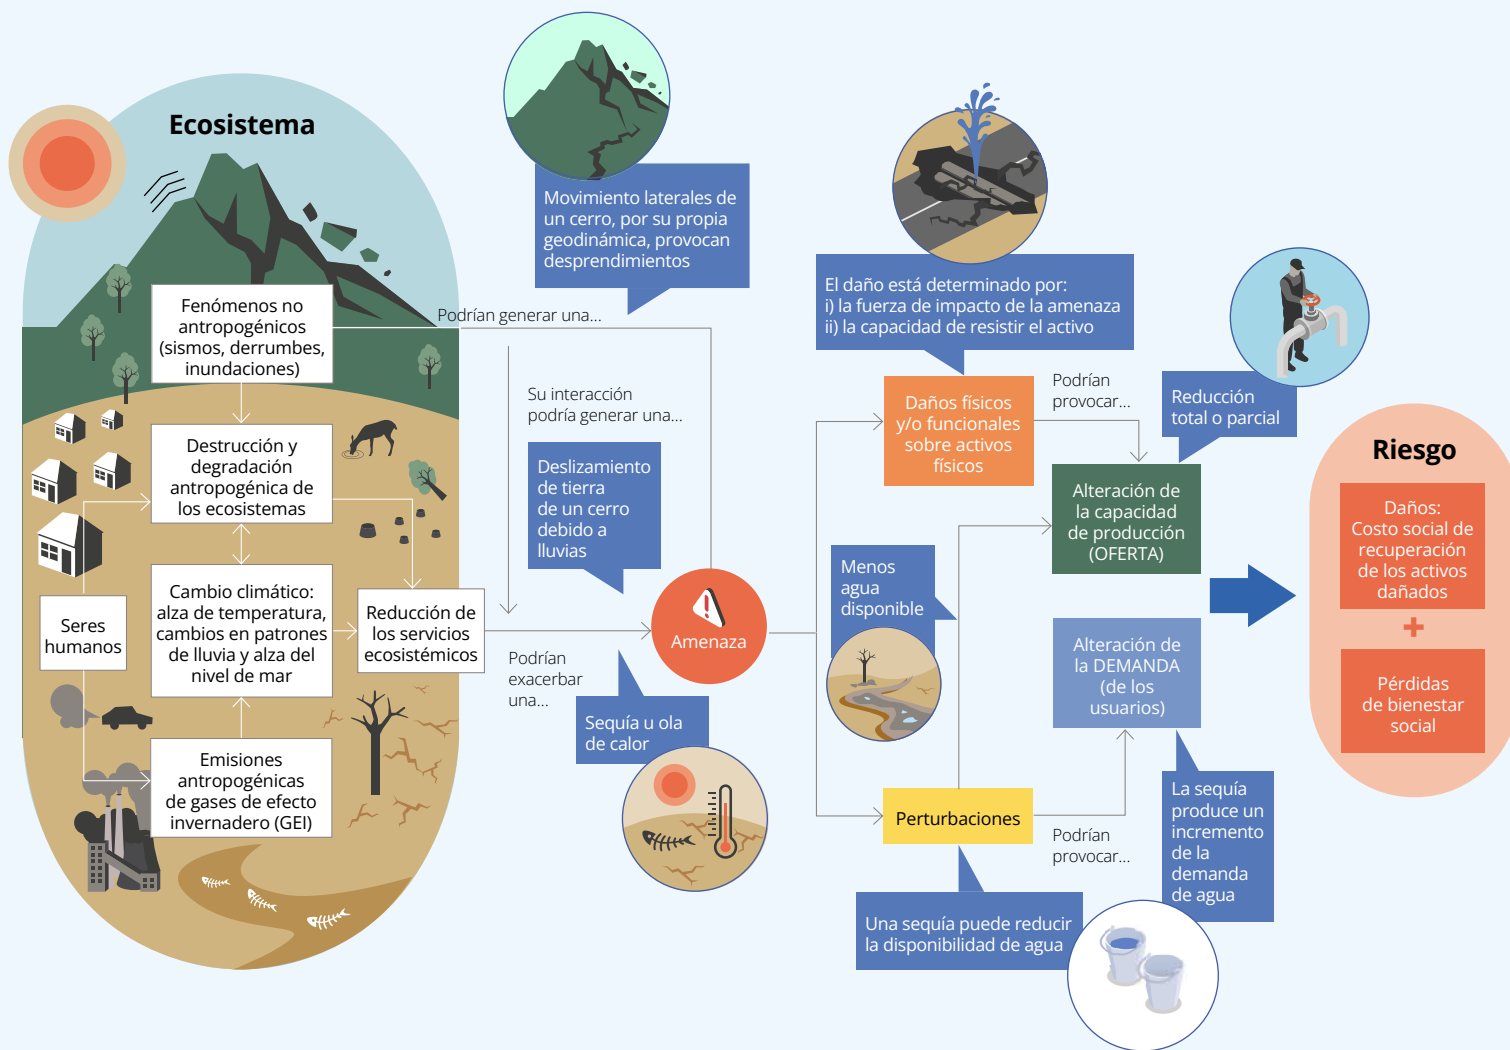 Ecosistema
Fenómenos no
antropogénicos
(sismos, derrumbes,
inundaciones)
Destrucción y
degradación
antropogénica de
los ecosistemas
Seres
humanos
Cambio climático:
alza de temperatura,
cambios en patrones
de lluvia y alza del
nivel de mar
Reducción de
los servicios
ecosistémicos
Emisiones
antropogénicas
de gases de efecto
invernadero (GEI)
Movimiento laterales de
un cerro, por su propia
geodinámica, provocan
desprendimientos
Podrían generar una...
Su interacción
podría generar una...
Deslizamiento
de tierra
de un cerro
debido a
lluvias
Amenaza
Podrían
exacerbar
una...
Sequía u ola
de calor
El daño está determinado por:
i) la fuerza de impacto de la amenaza
ii) la capacidad de resistir el activo
Daños físicos
y/o funcionales
sobre activos
físicos
Podrían
provocar...
Reducción
total o parcial
Alteración de
la capacidad
de producción
(OFERTA)
Menos
agua
disponible
Alteración de
la DEMANDA
(de los
usuarios)
Perturbaciones
Podrían
provocar...
La sequía
produce un
incremento
de la
demanda
de agua
Una sequía puede reducir
la disponibilidad de agua
Riesgo
Daños:
Costo social de
recuperación
de los activos
dañados
+
Pérdidas
de bienestar
social